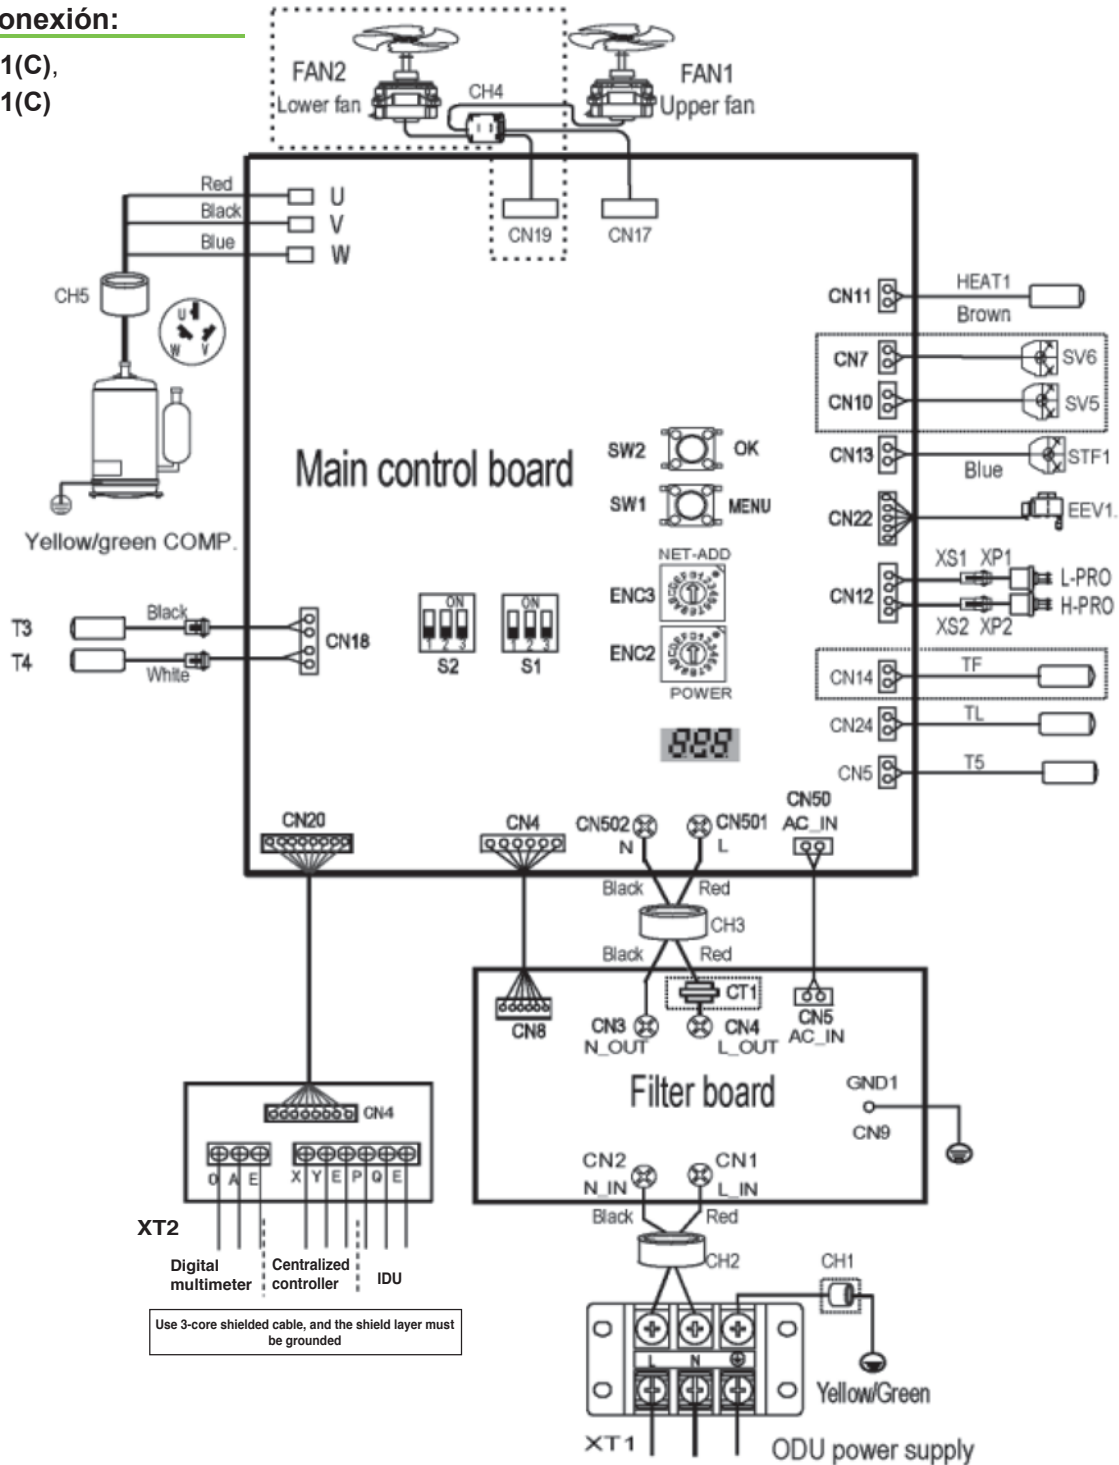 onexión:
1(C),
1(C)
FAN2
Lower fan
CH4
FAN1
Upper fan
Red
Black
Blue
U
V
W
CN19
CN17
CH5
U
W
V
Yellow/green COMP.
Main control board
CN11
HEAT1
Brown
CN7
SV6
CN10
SV5
CN13
Blue
STF1
CN22
EEV1.
XS1
XP1
CN12
L-PRO
H-PRO
XS2
XP2
CN14
TF
CN24
TL
CN5
T5
SW2
OK
SW1
MENU
NET-ADD
ENC3
ENC2
POWER
ON
1 2 3
S2
ON
1 2 3
S1
888
T3
Black
T4
White
CN18
CN20
CN4
CN502
N
CN501
L
CN50
AC_IN
Black
Red
CH3
Black
Red
CT1
CN8
CN3
N_OUT
CN4
L_OUT
CN5
AC_IN
Filter board
GND1
CN9
CN2
N_IN
CN1
L_IN
Black
Red
CH2
CH1
CN4
O A E
X Y E P Q E
XT2
Digital
multimeter
Centralized
controller
IDU
Use 3-core shielded cable, and the shield layer must
be grounded
L
N
Yellow/Green
XT1
ODU power supply